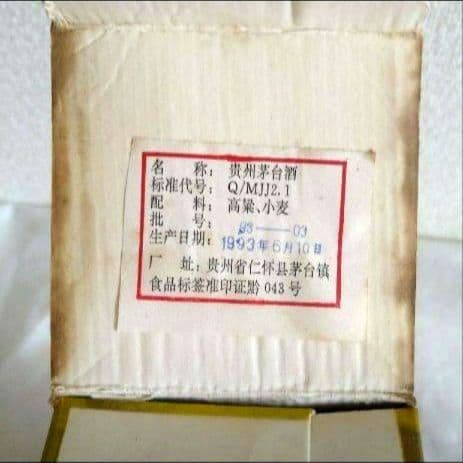 名 称: 贵州茅台酒
标准代号: Q/MJJ2.1
配 料: 高粱、小麦
批 号: 93—03
生产日期: 1993年6月10日
厂 址: 贵州省仁怀县茅台镇
食品标签准印证黔043号